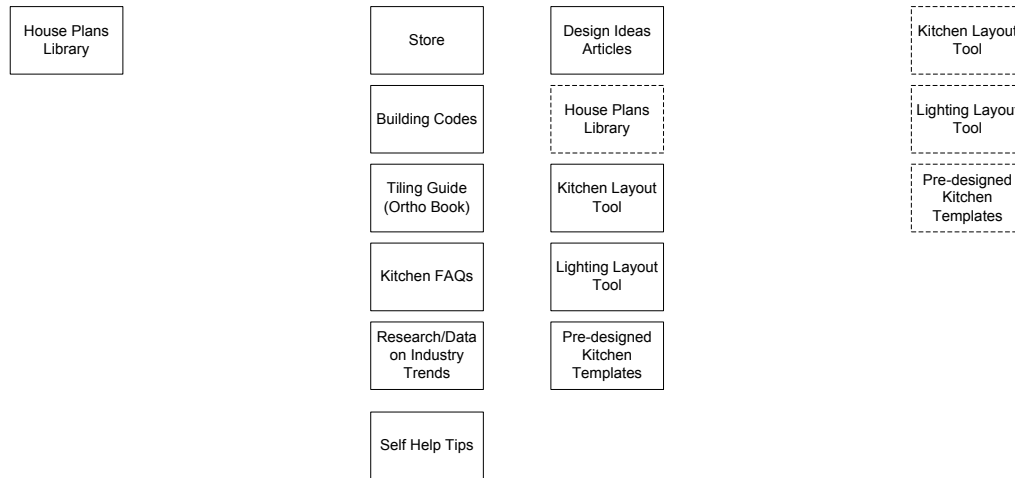 House Plans
Library
Store
Design Ideas
Articles
Kitchen Layout
Tool
Building Codes
House Plans
Library
Lighting Layout
Tool
Tiling Guide
(Ortho Book)
Kitchen Layout
Tool
Pre-designed
Kitchen
Templates
Kitchen FAQs
Lighting Layout
Tool
Research/Data
on Industry
Trends
Pre-designed
Kitchen
Templates
Self Help Tips